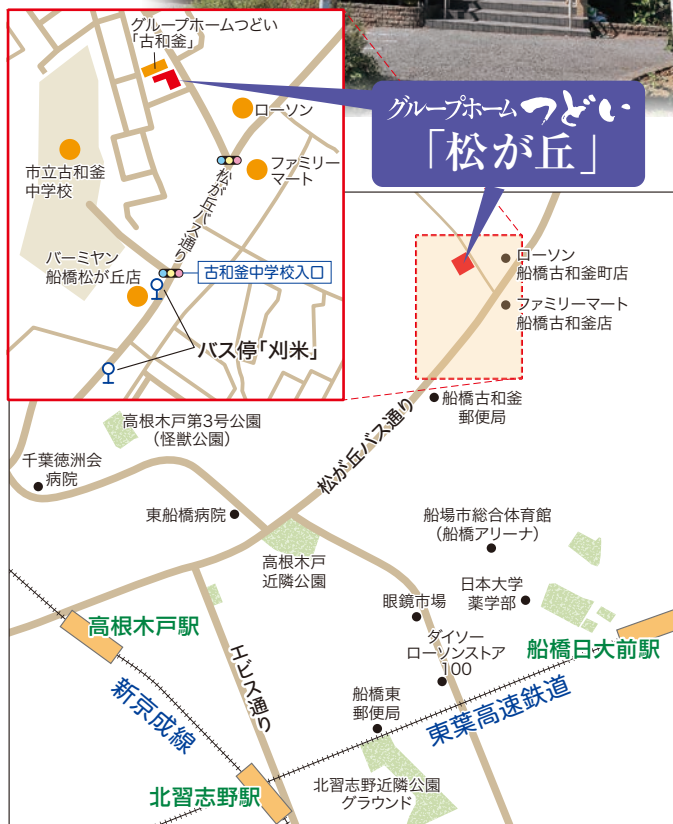 グループホームつどい
「古和釜」
ローソン
ファミリー
マート
市立古和釜
中学校
松が丘バス通り
バーミヤン
船橋松が丘店
古和釜中学校入口
バス停「刈米」
グループホームつどい
「松が丘」
ローソン
船橋古和釜町店
ファミリーマート
船橋古和釜店
船橋古和釜
郵便局
松が丘バス通り
高根木戸第3号公園
（怪獣公園）
千葉徳洲会
病院
東船橋病院
高根木戸
近隣公園
船場市総合体育館
（船橋アリーナ）
日本大学
薬学部
眼鏡市場
ダイソー
ローソンストア
100
高根木戸駅
船橋日大前駅
エビス通り
新京成線
船橋東
郵便局
東葉高速鉄道
北習志野駅
北習志野近隣公園
グラウンド